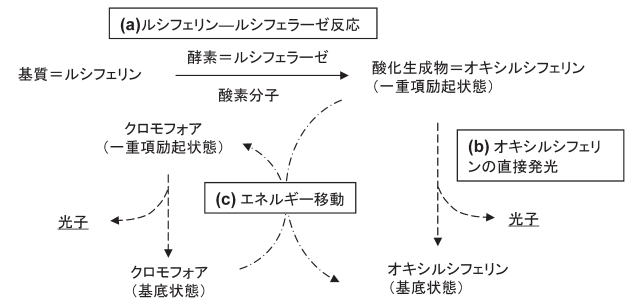 (a)ルシフェリン―ルシフェラーゼ反応
酵素＝ルシフェラーゼ
基質＝ルシフェリン
酸素分子
酸化生成物＝オキシルシフェリン
（一重項励起状態）
クロモフォア
（一重項励起状態）
(b) オキシルシフェリ
ンの直接発光
(c) エネルギー移動
光子
光子
クロモフォア
（基底状態）
オキシルシフェリン
（基底状態）